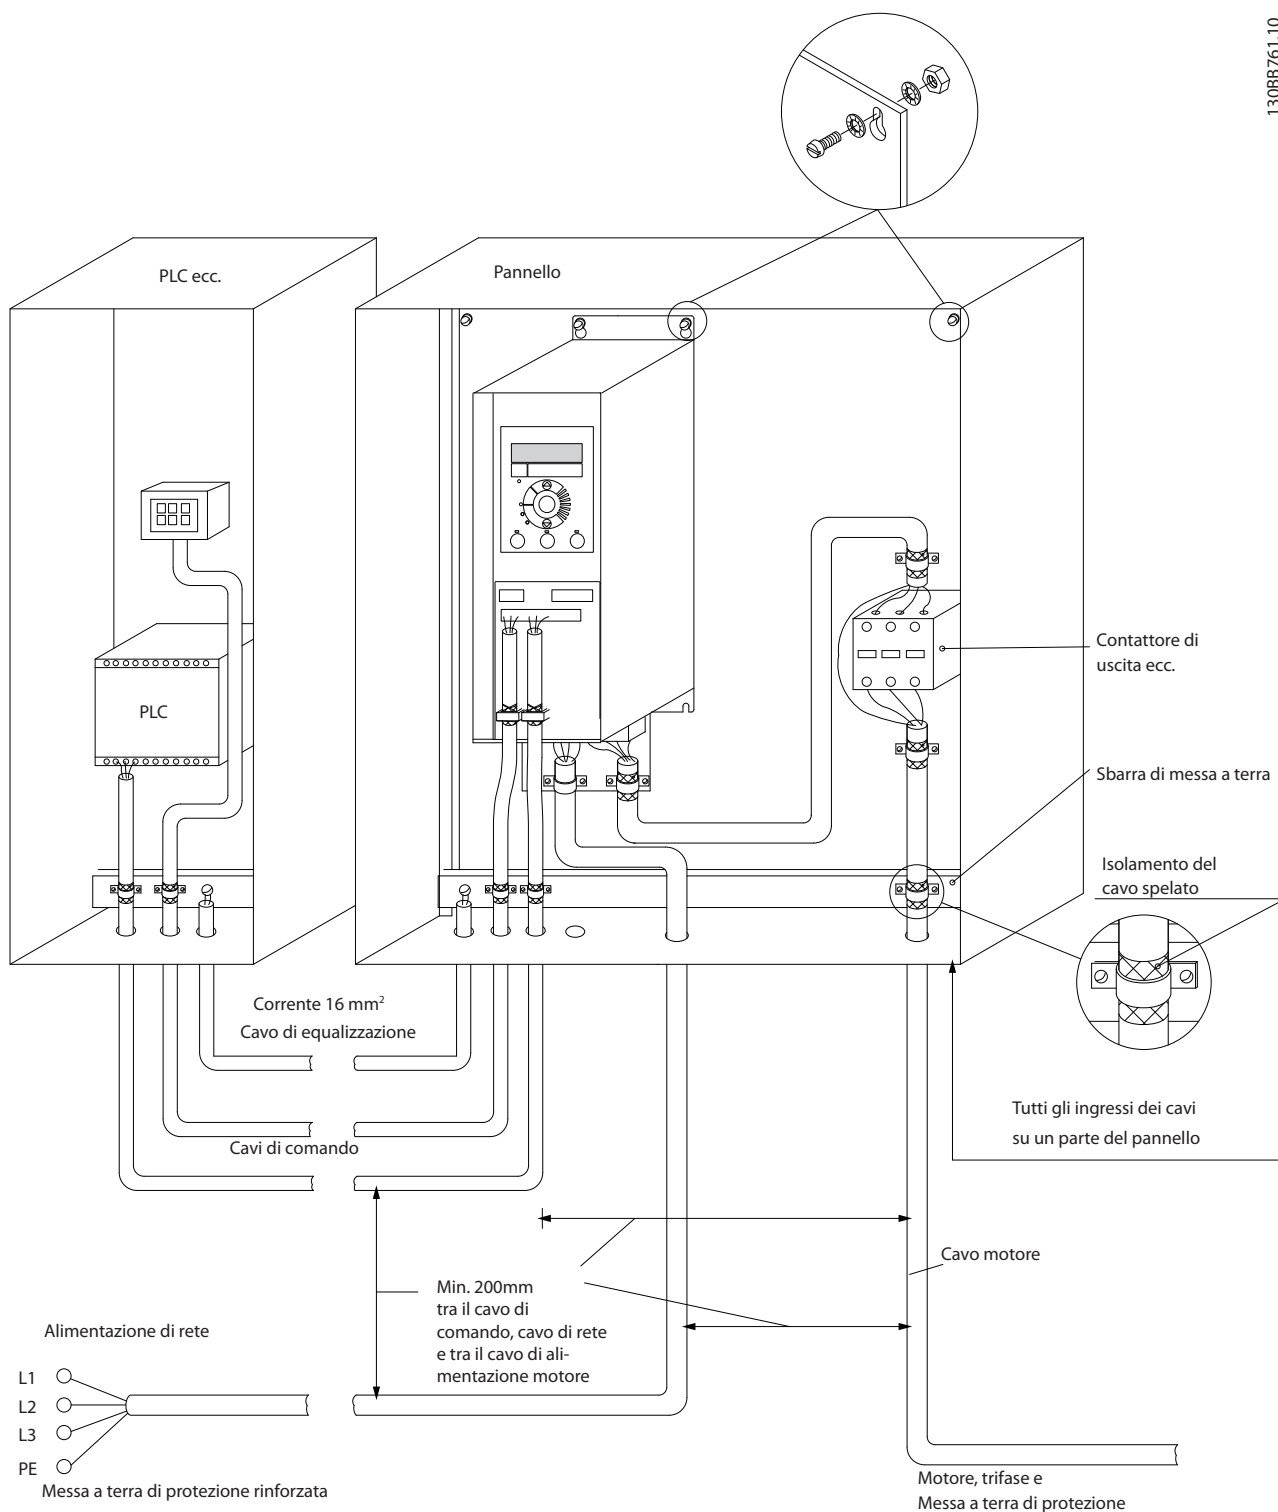 130BB761.10
PLC ecc.
Pannello
Contattore di
uscita ecc.
PLC
Sbarra di messa a terra
Isolamento del
cavo spelato
Corrente 16 mm²
Cavo di equalizzazione
Tutti gli ingressi dei cavi
su un parte del pannello
Cavi di comando
Cavo motore
Min. 200mm
tra il cavo di
comando, cavo di rete
e tra il cavo di ali-
mentazione motore
Alimentazione di rete
L1
L2
L3
PE
Messa a terra di protezione rinforzata
Motore, trifase e
Messa a terra di protezione